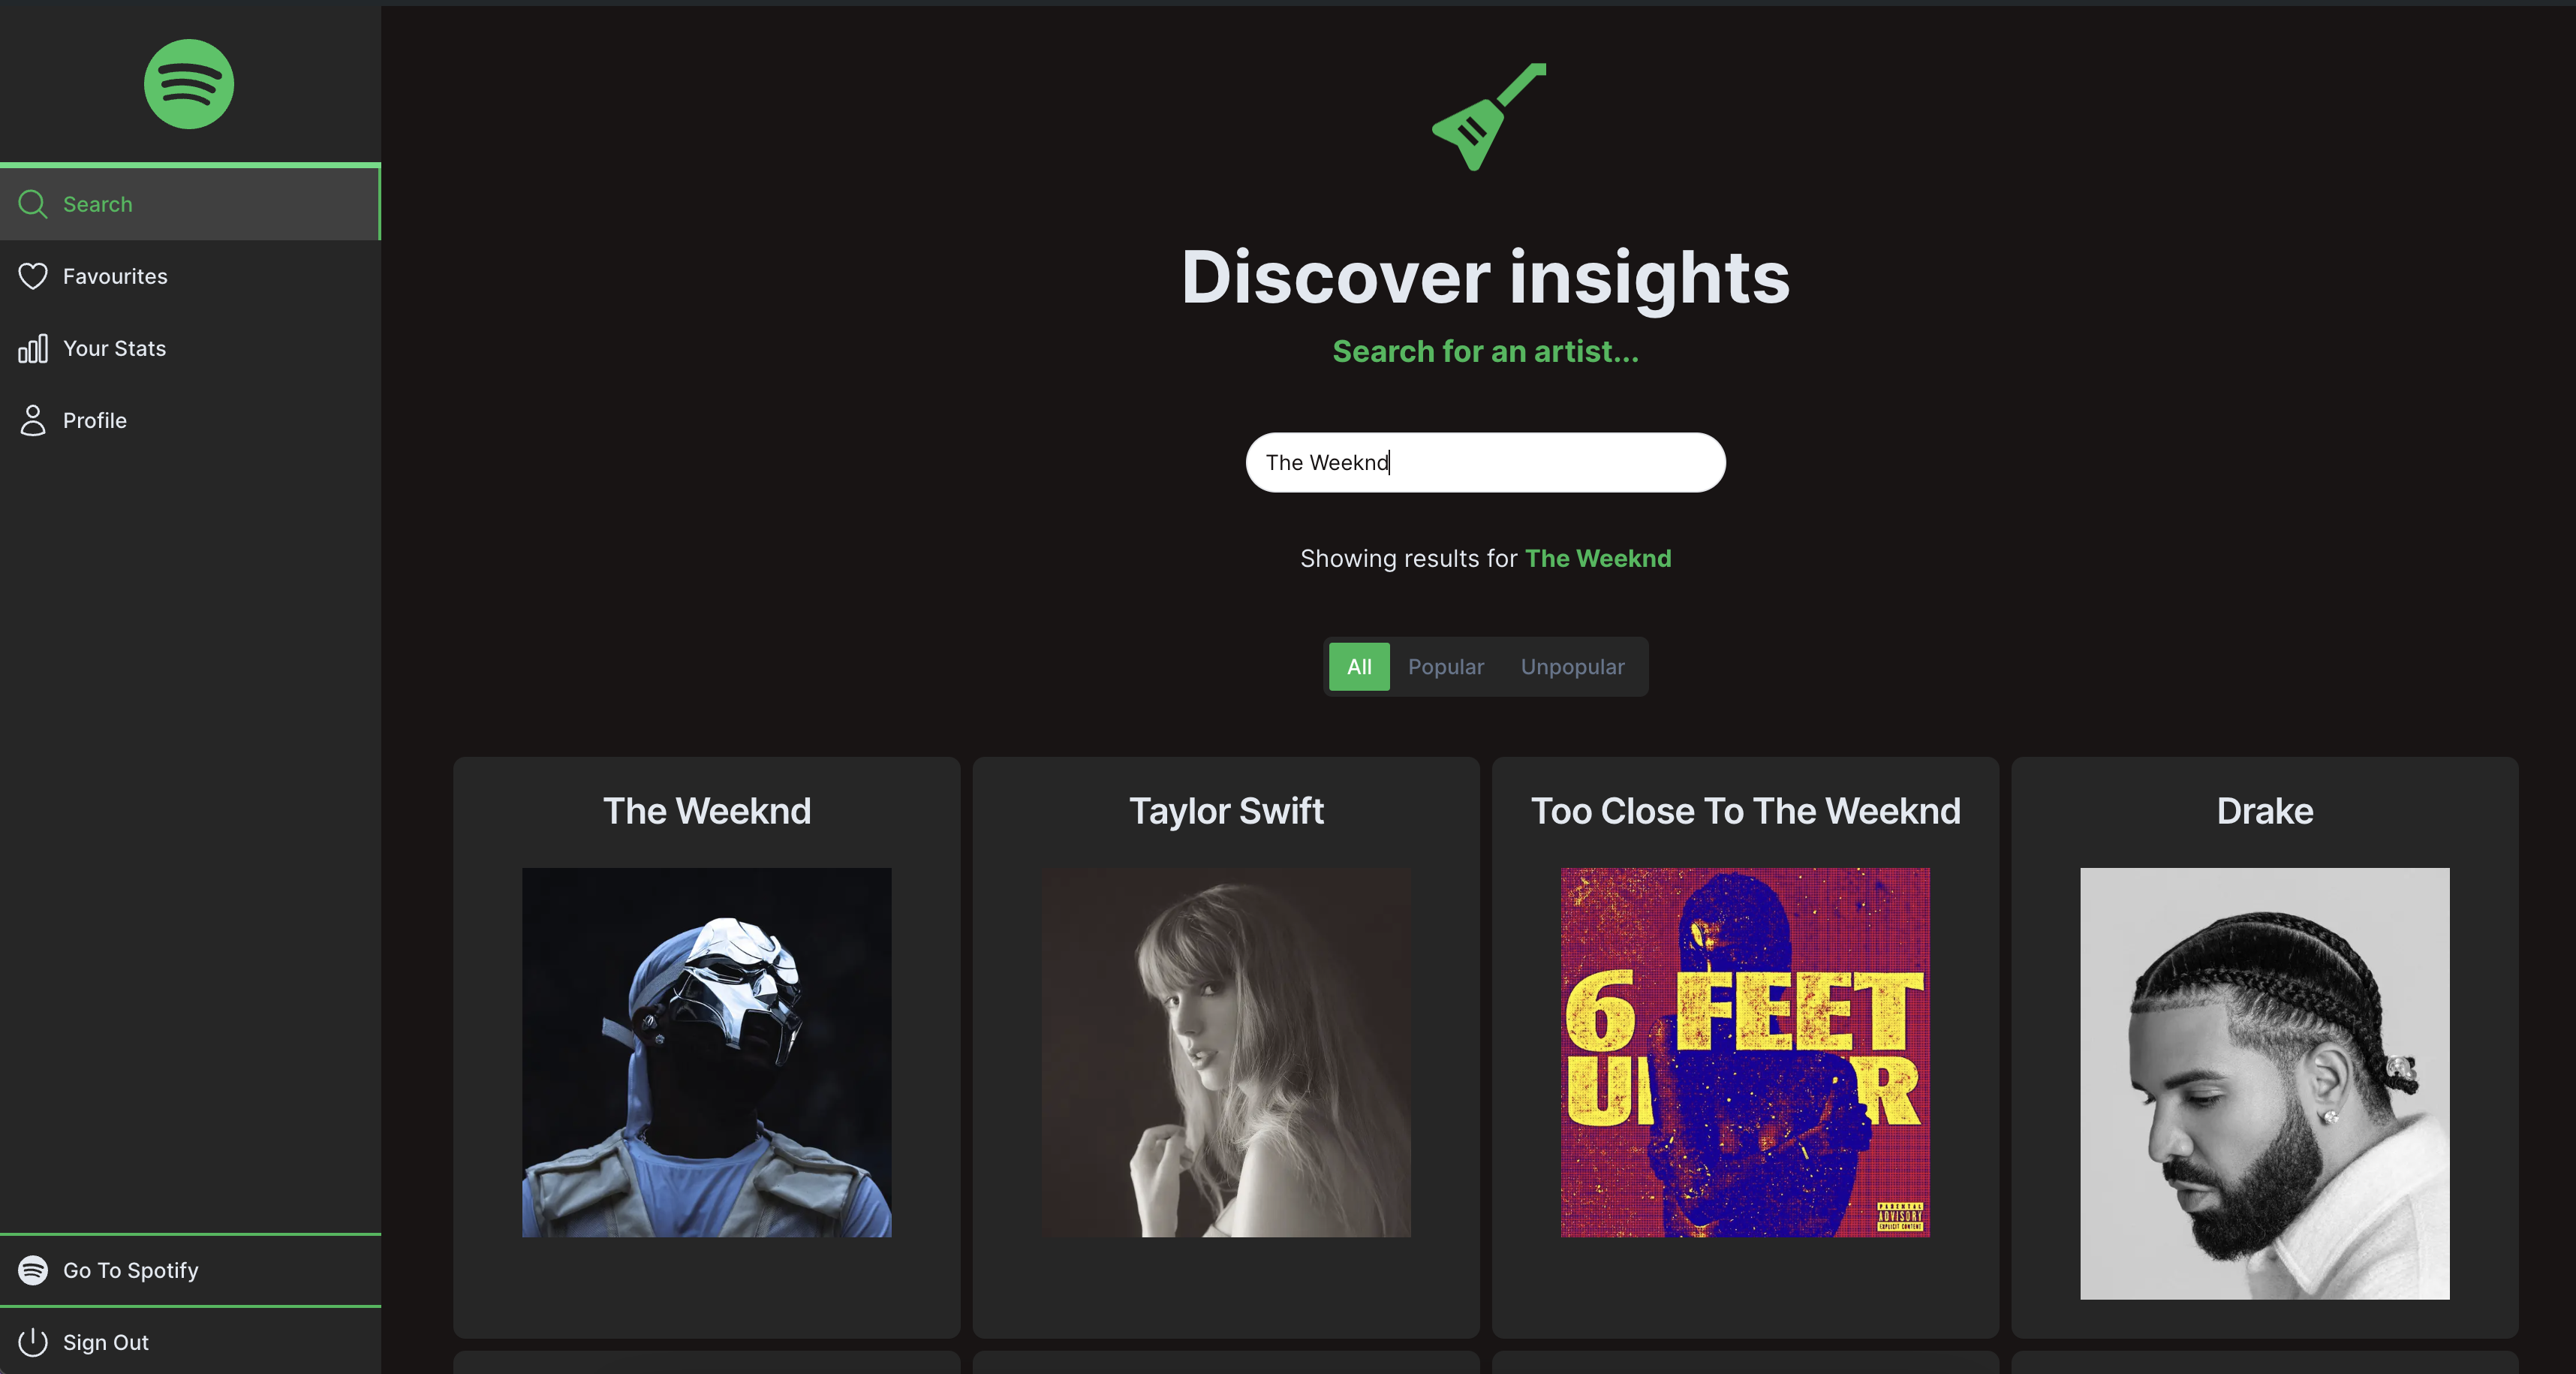 Search
Favourites
Your Stats
Profile
Go To Spotify
Sign Out
Discover insights
Search for an artist...
The Weeknd
Showing results for The Weeknd
All Popular Unpopular
The Weeknd
Taylor Swift
Too Close To The Weeknd
6 FEET
PARENTAL
ADVISORY
EXPLICIT CONTENT
Drake